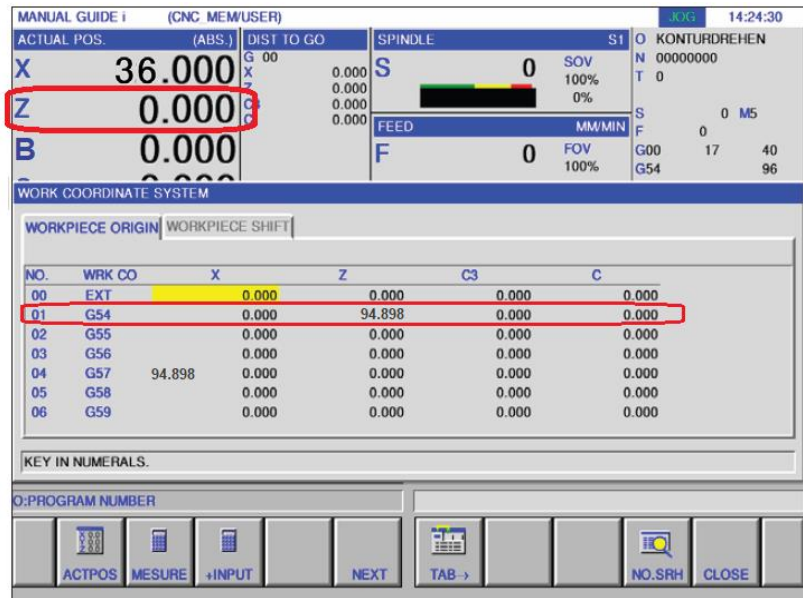 MANUAL GUIDE i (CNC_MEM/USER) JOG 14:24:30
ACTUAL POS. (ABS.) DIST TO GO SPINDLE S1 O KONTURDREHEN
X 36.000 G 00 S 0 SOV N 00000000
X 0.000 100% T 0
Z 0.000 0.000 0%
C3 0.000 S 0 M5
C 0.000 FEED MM/MIN F 0
B 0.000 F 0 FOV G00 17 40
100% G54 96
WORK COORDINATE SYSTEM
WORKPIECE ORIGIN WORKPIECE SHIFT
NO. WRK CO X Z C3 C
00 EXT 0.000 0.000 0.000 0.000
01 G54 0.000 94.898 0.000 0.000
02 G55 0.000 0.000 0.000 0.000
03 G56 0.000 0.000 0.000 0.000
04 G57 94.898 0.000 0.000 0.000 0.000
05 G58 0.000 0.000 0.000 0.000
06 G59 0.000 0.000 0.000 0.000
KEY IN NUMERALS.
O:PROGRAM NUMBER
ACTPOS MESURE +INPUT NEXT TAB→ NO.SRH CLOSE